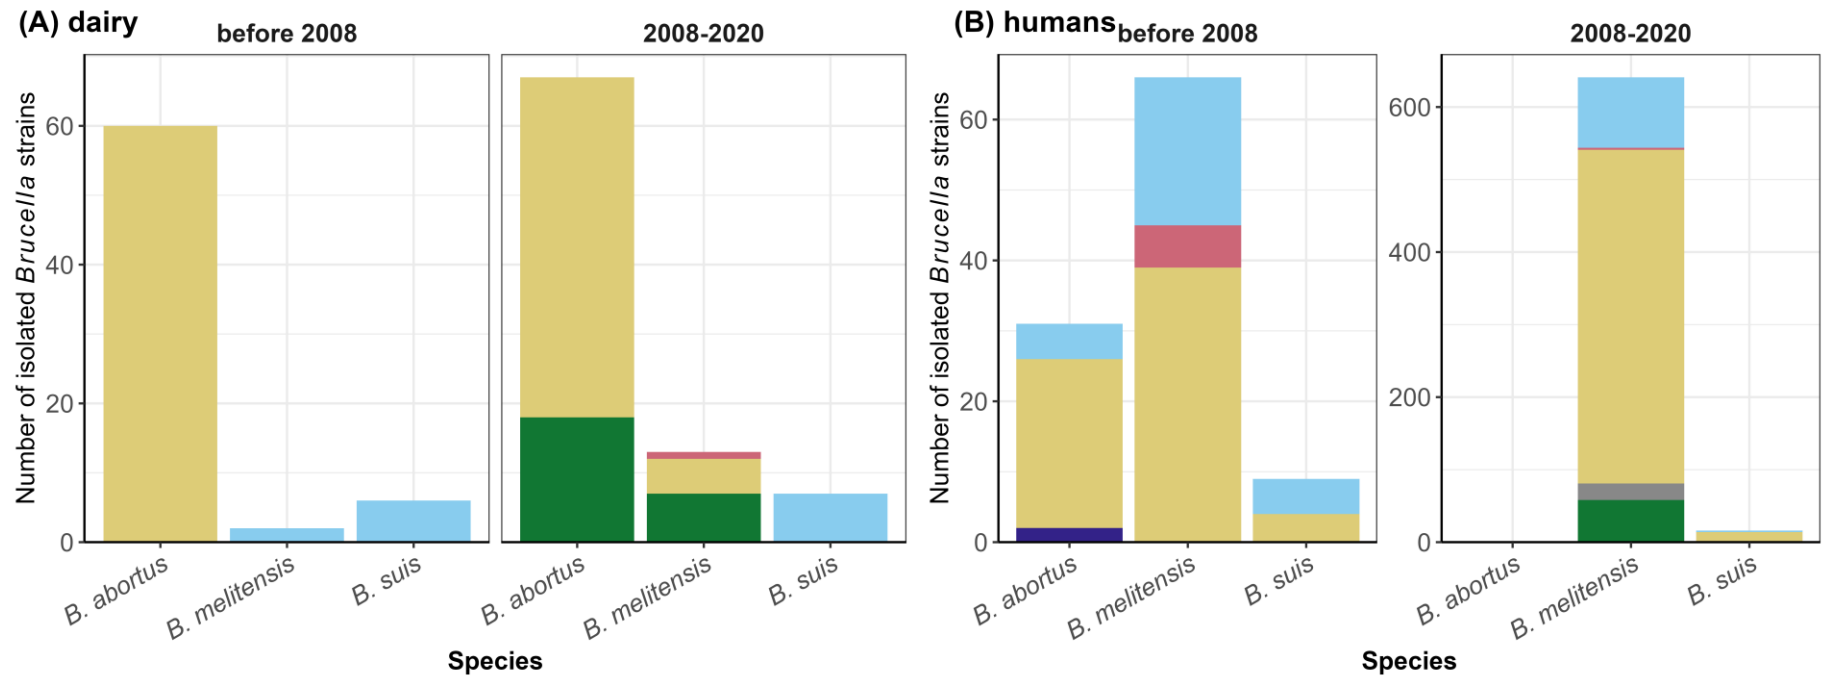 (A) dairy
before 2008
2008-2020
Number of isolated Brucella strains
60
40
20
0
B. abortus
B. melitensis
B. suis
B. abortus
B. melitensis
B. suis
Species
(B) humans
before 2008
2008-2020
Number of isolated Brucella strains
60
40
20
0
600
400
200
0
B. abortus
B. melitensis
B. suis
B. abortus
B. melitensis
B. suis
Species